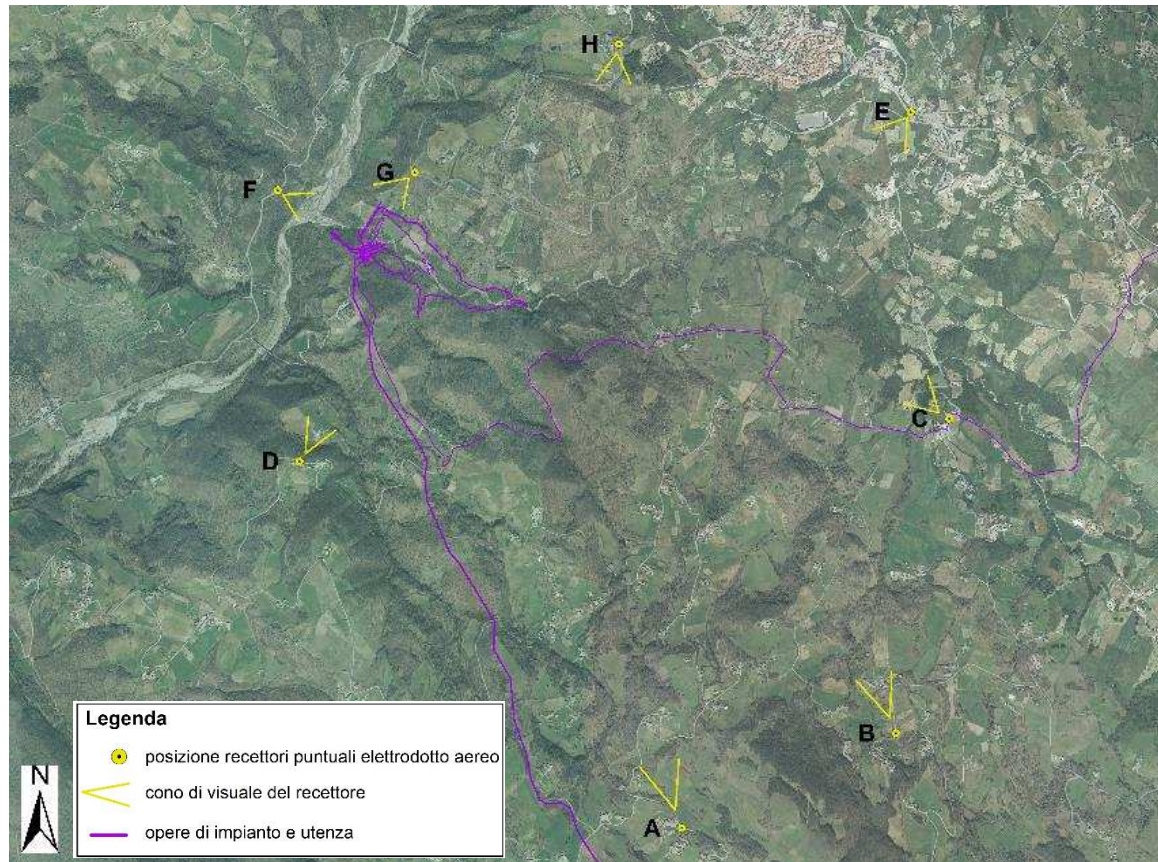 H
E
G
F
C
D
B
A
Legenda
posizione recettori puntuali elettrodotto aereo
cono di visuale del recettore
opere di impianto e utenza
N